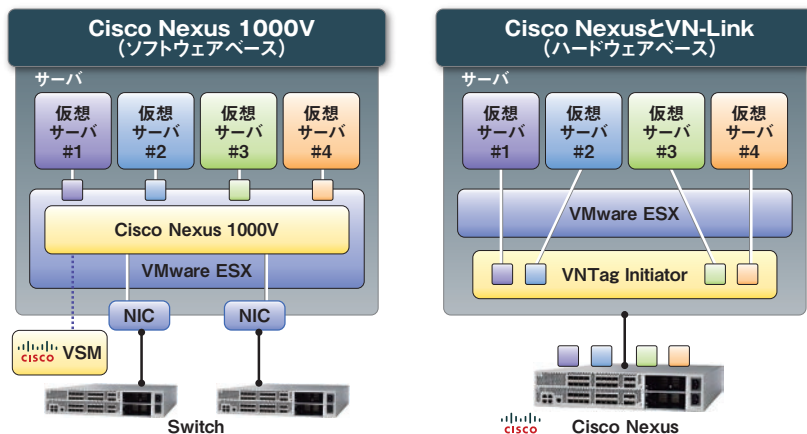 Cisco Nexus 1000V
（ソフトウェアベース）
サーバ
仮想
サーバ
#1
仮想
サーバ
#2
仮想
サーバ
#3
仮想
サーバ
#4
Cisco Nexus 1000V
VMware ESX
NIC
NIC
CISCO VSM
Switch
Cisco NexusとVN-Link
（ハードウェアベース）
サーバ
仮想
サーバ
#1
仮想
サーバ
#2
仮想
サーバ
#3
仮想
サーバ
#4
VMware ESX
VNTag Initiator
CISCO Cisco Nexus